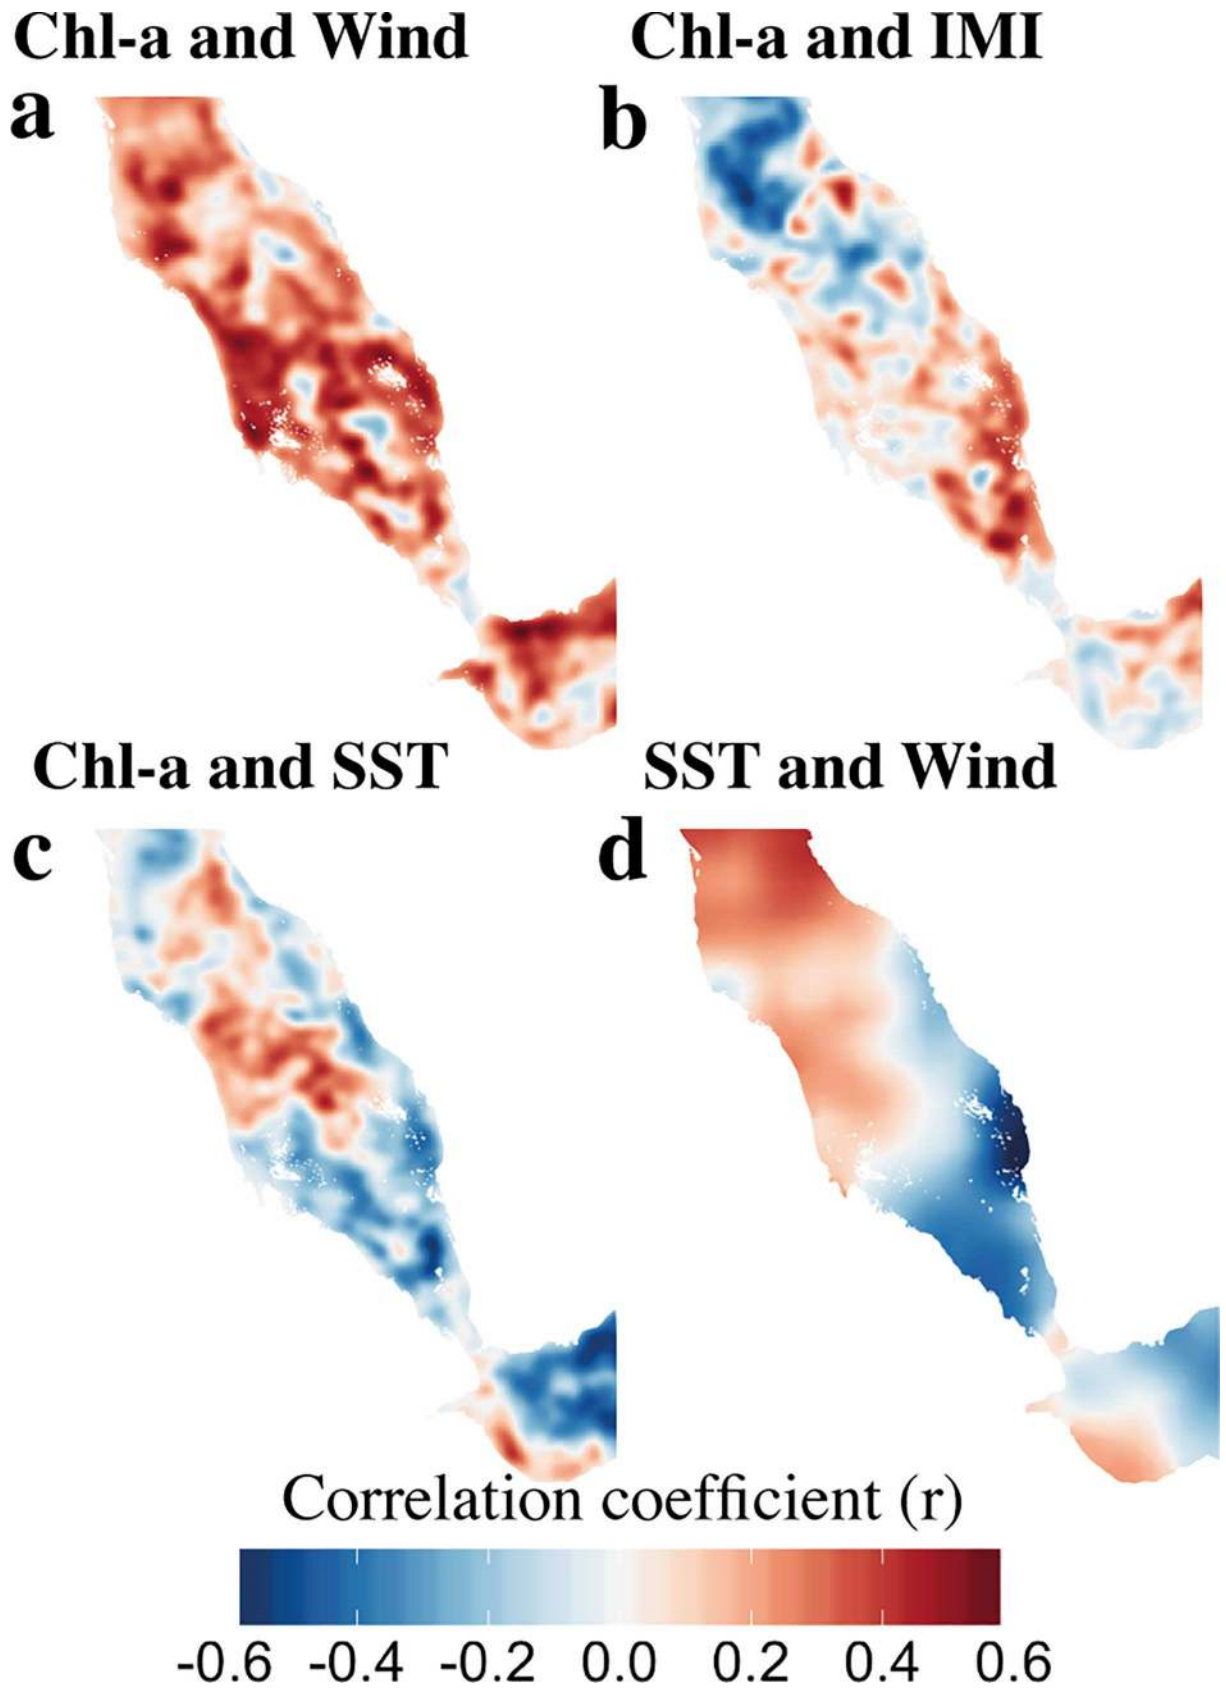 Chl-a and Wind
Chl-a and IMI
a
b
Chl-a and SST
SST and Wind
c
d
Correlation coefficient (r)
-0.6 -0.4 -0.2 0.0 0.2 0.4 0.6